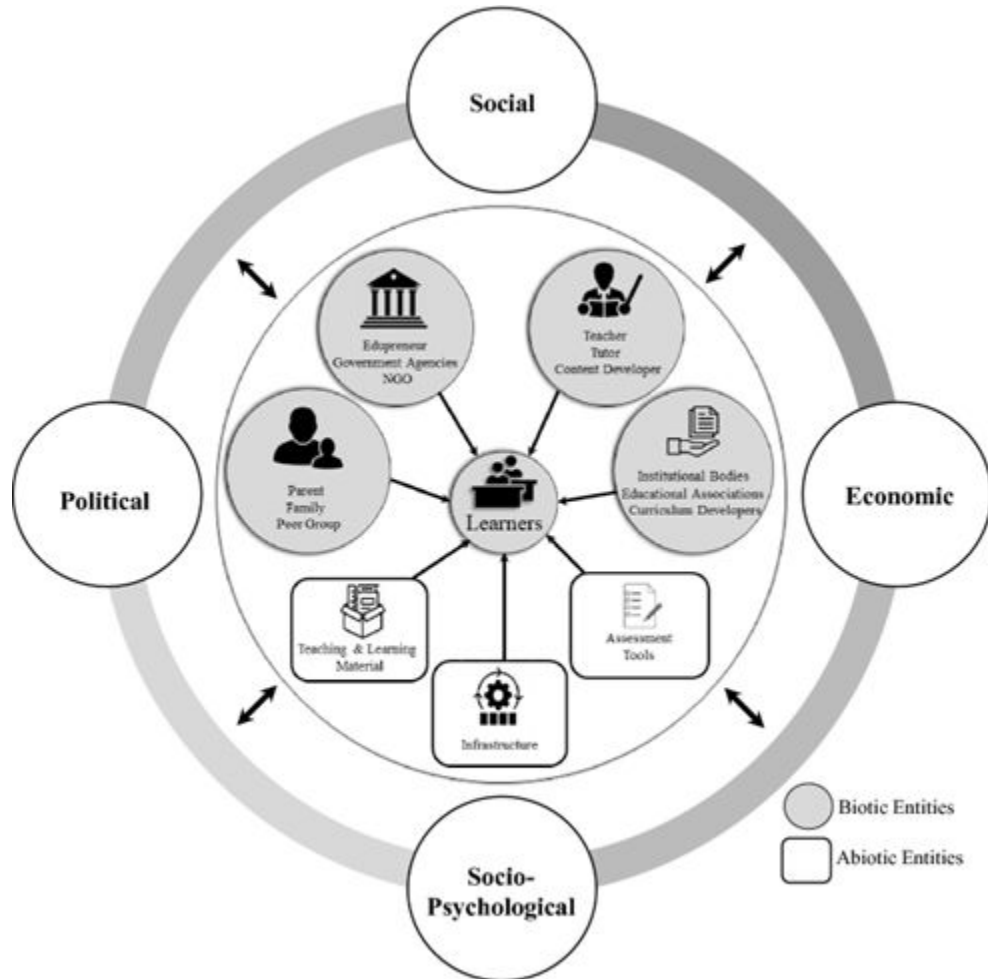 Social
Edupreneur
Government Agencies
NGO
Teacher
Tutor
Content Developer
Parent
Family
Peer Group
Learners
Institutional Bodies
Educational Associations
Curriculum Developers
Political
Economic
Teaching & Learning
Material
Infrastructure
Assessment
Tools
Socio-
Psychological
Biotic Entities
Abiotic Entities